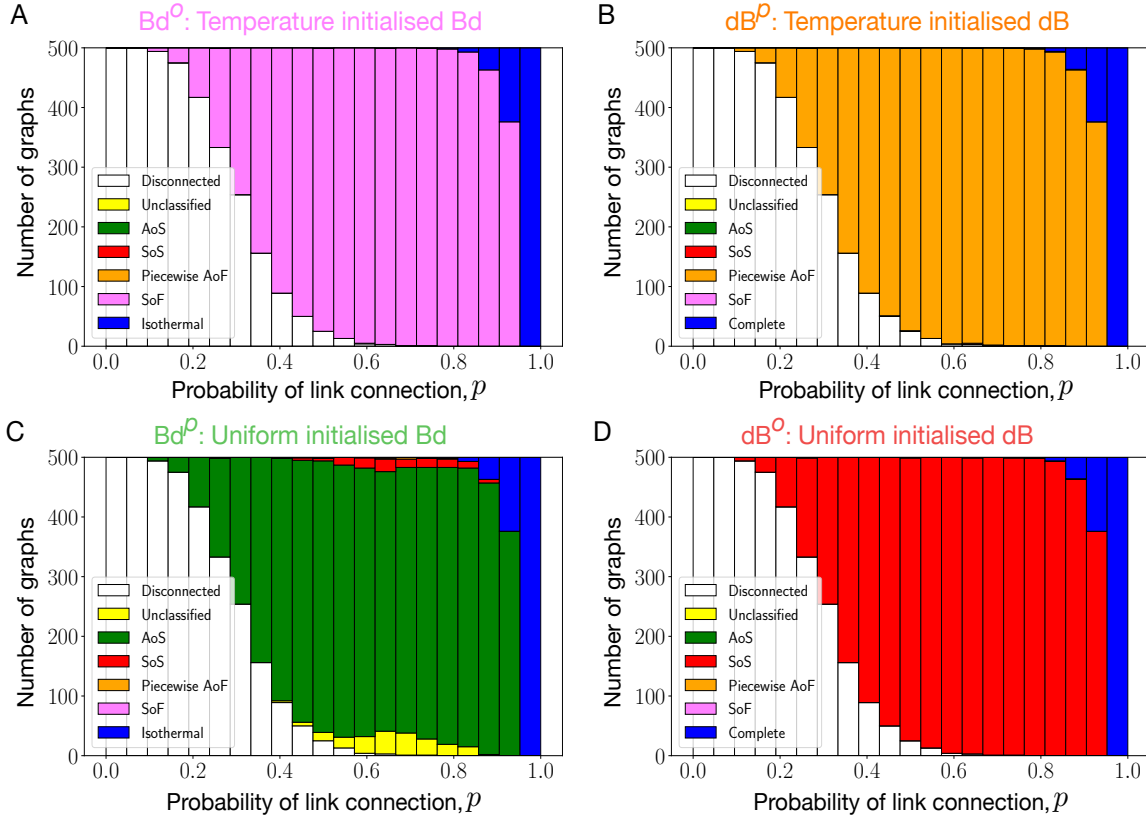 A
Bd^o: Temperature initialised Bd
Number of graphs
500
400
300
200
100
0
Disconnected
Unclassified
AoS
SoS
Piecewise AoF
SoF
Isothermal
0.0 0.2 0.4 0.6 0.8 1.0
Probability of link connection, p
B
dB^p: Temperature initialised dB
Number of graphs
500
400
300
200
100
0
Disconnected
Unclassified
AoS
SoS
Piecewise AoF
SoF
Complete
0.0 0.2 0.4 0.6 0.8 1.0
Probability of link connection, p
C
Bd^p: Uniform initialised Bd
Number of graphs
500
400
300
200
100
0
Disconnected
Unclassified
AoS
SoS
Piecewise AoF
SoF
Isothermal
0.0 0.2 0.4 0.6 0.8 1.0
Probability of link connection, p
D
dB^o: Uniform initialised dB
Number of graphs
500
400
300
200
100
0
Disconnected
Unclassified
AoS
SoS
Piecewise AoF
SoF
Complete
0.0 0.2 0.4 0.6 0.8 1.0
Probability of link connection, p